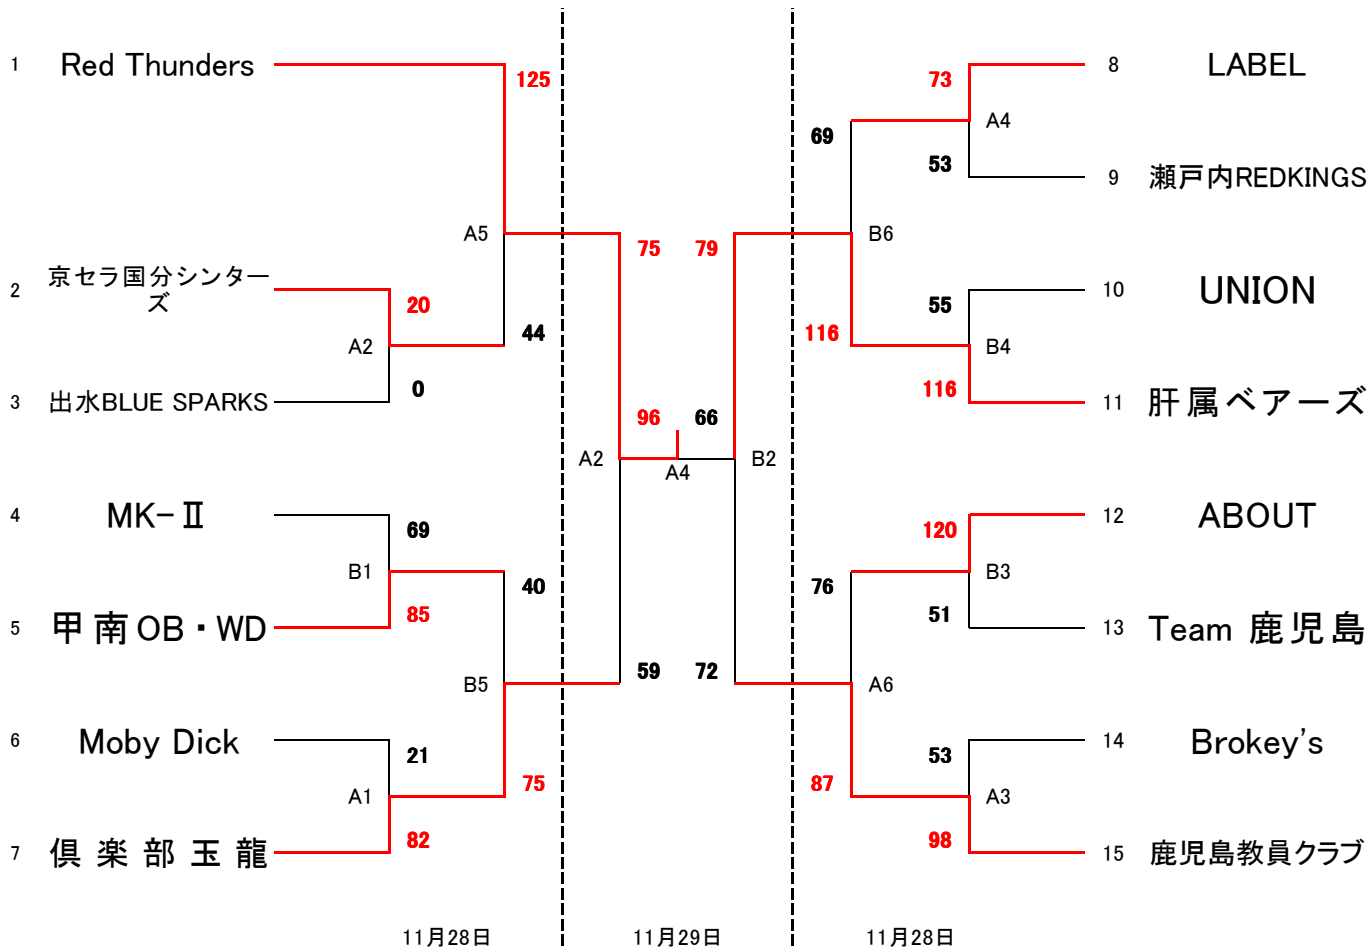 1 Red Thunders 125 73 8 LABEL
A4
69
53 9 瀬戸内REDKINGS
A5 75 79 B6
2 京セラ国分シンター
ズ
20 44 116 55 10 UNION
A2 B4
3 出水BLUE SPARKS 0 116 11 肝属ベアーズ
96 66
A2 A4 B2
4 MK-Ⅱ 69 120 12 ABOUT
B1 40 76 B3
5 甲南OB・WD 85 51 13 Team 鹿児島
B5 59 72 A6
6 Moby Dick 21 75 87 53 14 Brokey's
A1 A3
7 倶楽部玉龍 82 98 15 鹿児島教員クラブ
11月28日 11月29日 11月28日